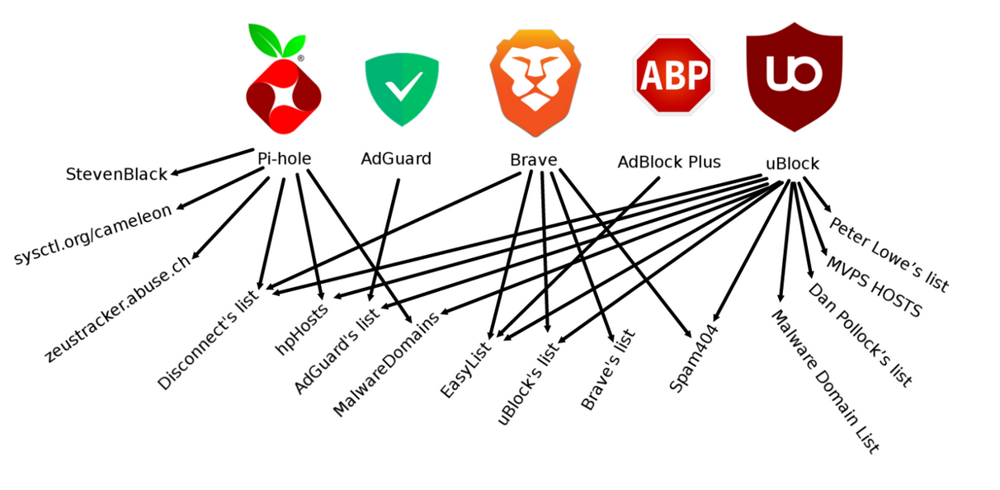 ®
ABP
uo
Pi-hole
AdGuard
Brave
AdBlock Plus
uBlock
StevenBlack
sysctl.org/cameleon
zeustracker.abuse.ch
Disconnect's list
hpHosts
AdGuard's list
MalwareDomains
EasyList
uBlock's list
Brave's list
Spam404
Malware Domain List
Dan Pollock’s list
MVPS HOSTS
Peter Lowe’s list